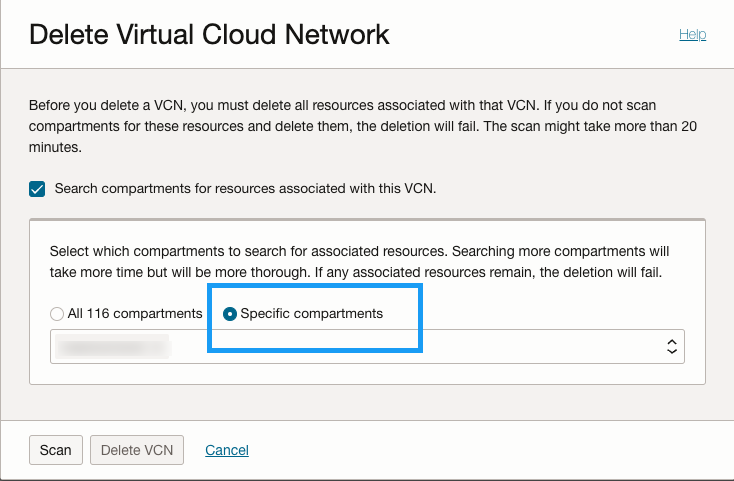 Delete Virtual Cloud Network
Help
Before you delete a VCN, you must delete all resources associated with that VCN. If you do not scan
compartments for these resources and delete them, the deletion will fail. The scan might take more than 20
minutes.
Search compartments for resources associated with this VCN.
Select which compartments to search for associated resources. Searching more compartments will
take more time but will be more thorough. If any associated resources remain, the deletion will fail.
All 116 compartments Specific compartments
Scan Delete VCN Cancel